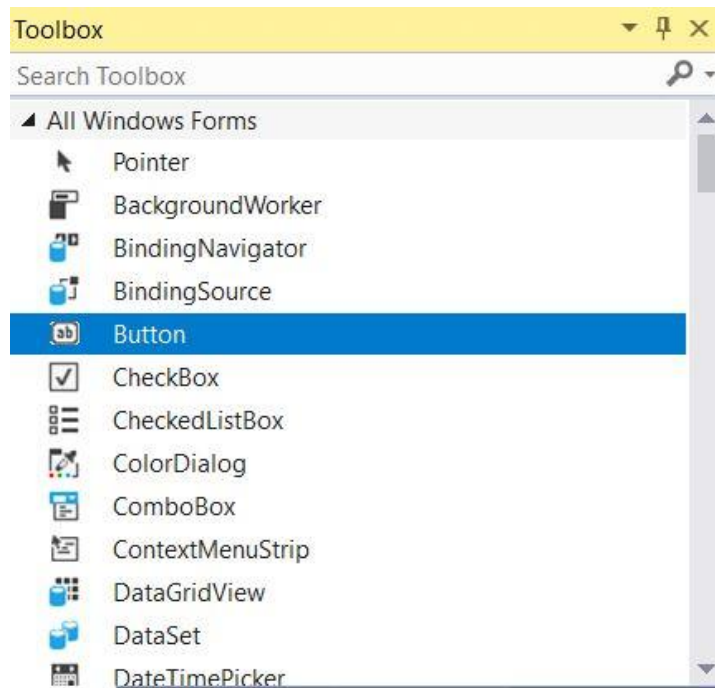 Toolbox
Search Toolbox
All Windows Forms
Pointer
BackgroundWorker
BindingNavigator
BindingSource
ab Button
CheckBox
CheckedListBox
ColorDialog
ComboBox
ContextMenuStrip
DataGridView
DataSet
DateTimePicker